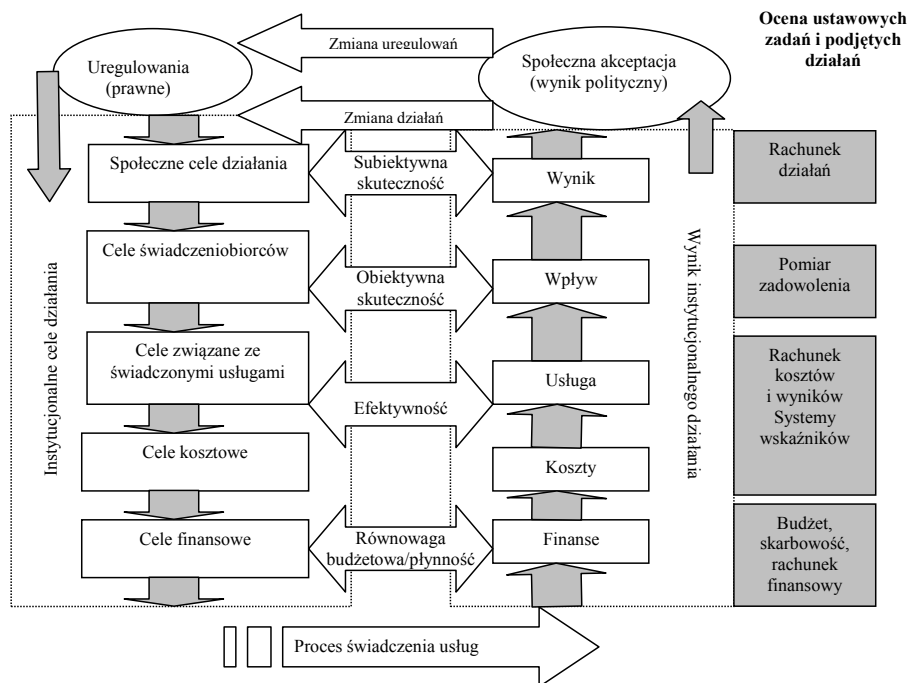 Ocena ustawowych
zadań i podjętych
działań
Zmiana uregulowań
Uregulowania
(prawne)
Społeczna akceptacja
(wynik polityczny)
Zmiana działań
Społeczne cele działania
Subiektywna
skuteczność
Wynik
Rachunek
działań
Cele świadczeniobiorców
Obiektywna
skuteczność
Wpływ
Pomiar
zadowolenia
Instytucjonalne cele działania
Wynik instytucjonalnego działania
Cele związane ze
świadczonymi usługami
Efektywność
Usługa
Rachunek
kosztów
i wyników
Systemy
wskaźników
Cele kosztowe
Koszty
Cele finansowe
Równowaga
budżetowa/płynność
Finanse
Budżet,
skarbowość,
rachunek
finansowy
Proces świadczenia usług